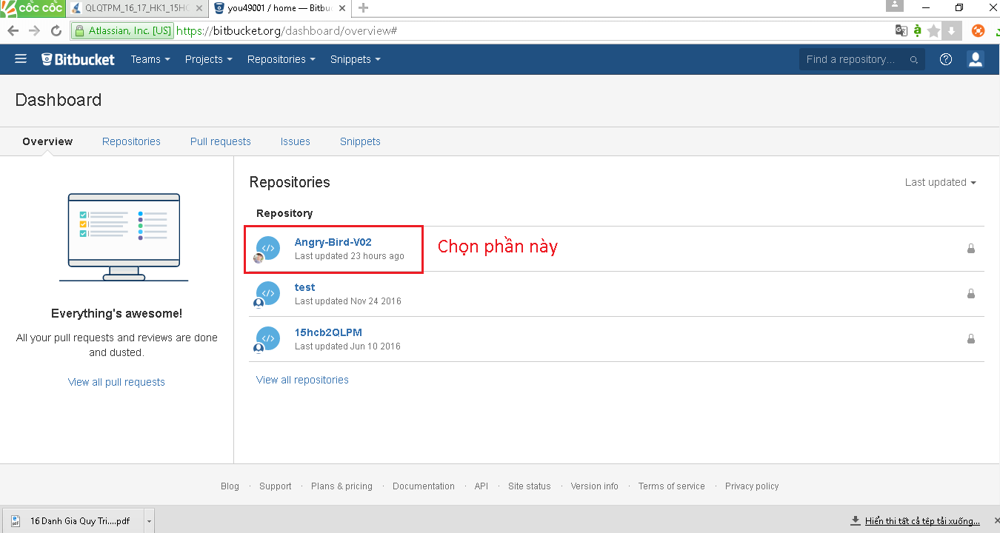 cốc cốc
QLQTPM_16_17_HK1_15HC
you49001 / home — Bitbu
Atlassian, Inc. [US]
https://bitbucket.org/dashboard/overview#
Bitbucket
Teams
Projects
Repositories
Snippets
Find a repository...
Dashboard
Overview
Repositories
Pull requests
Issues
Snippets
Repositories
Last updated
Repository
Angry-Bird-V02
Last updated 23 hours ago
Chọn phần này
test
Last updated Nov 24 2016
15hcb2QLPM
Last updated Jun 10 2016
View all repositories
Everything's awesome!
All your pull requests and reviews are done
and dusted.
View all pull requests
Blog · Support · Plans & pricing · Documentation · API · Site status · Version info · Terms of service · Privacy policy
16 Danh Gia Quy Tri....pdf
Hiển thị tất cả tệp tải xuống...